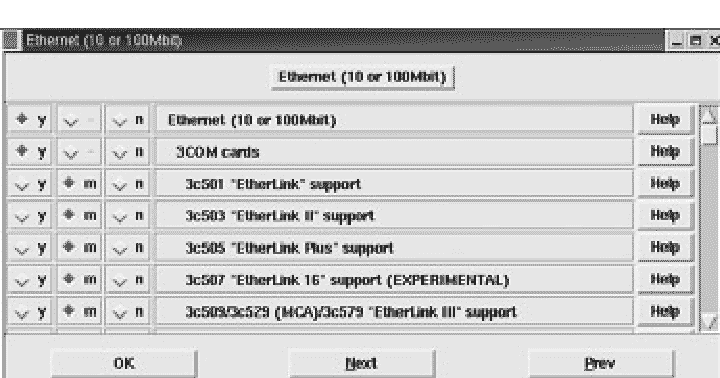 Ethernet (10 or 100Mbit)
Ethernet (10 or 100Mbit)
y - n Ethernet (10 or 100Mbit) Help
y - n 3COM cards Help
y m n 3c501 "EtherLink" support Help
y m n 3c503 "EtherLink II" support Help
y m n 3c505 "EtherLink Plus" support Help
y m n 3c507 "EtherLink 16" support (EXPERIMENTAL) Help
y m n 3c509/3c529 (MCA)/3c579 "EtherLink III" support Help
OK Next Prev